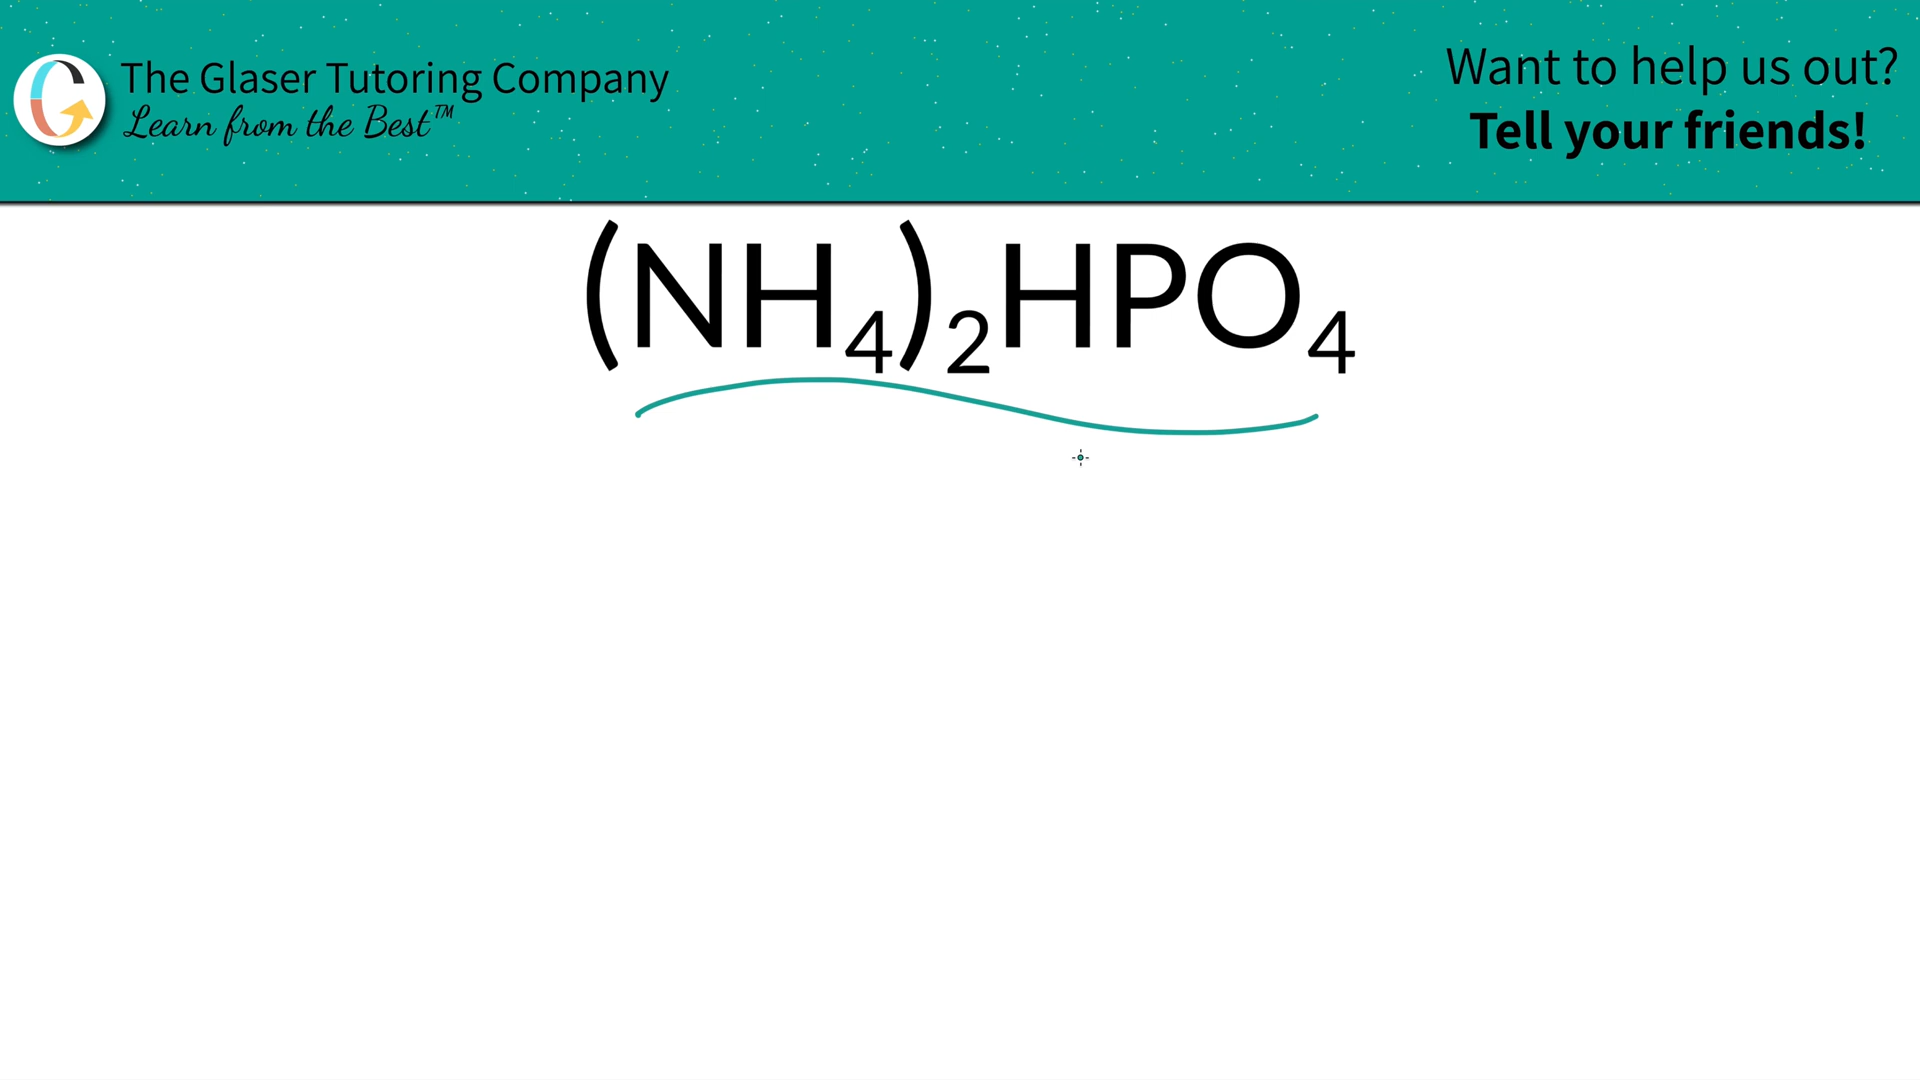 The Glaser Tutoring Company
Learn from the Best™
Want to help us out?
Tell your friends!
(NH₄)₂HPO₄